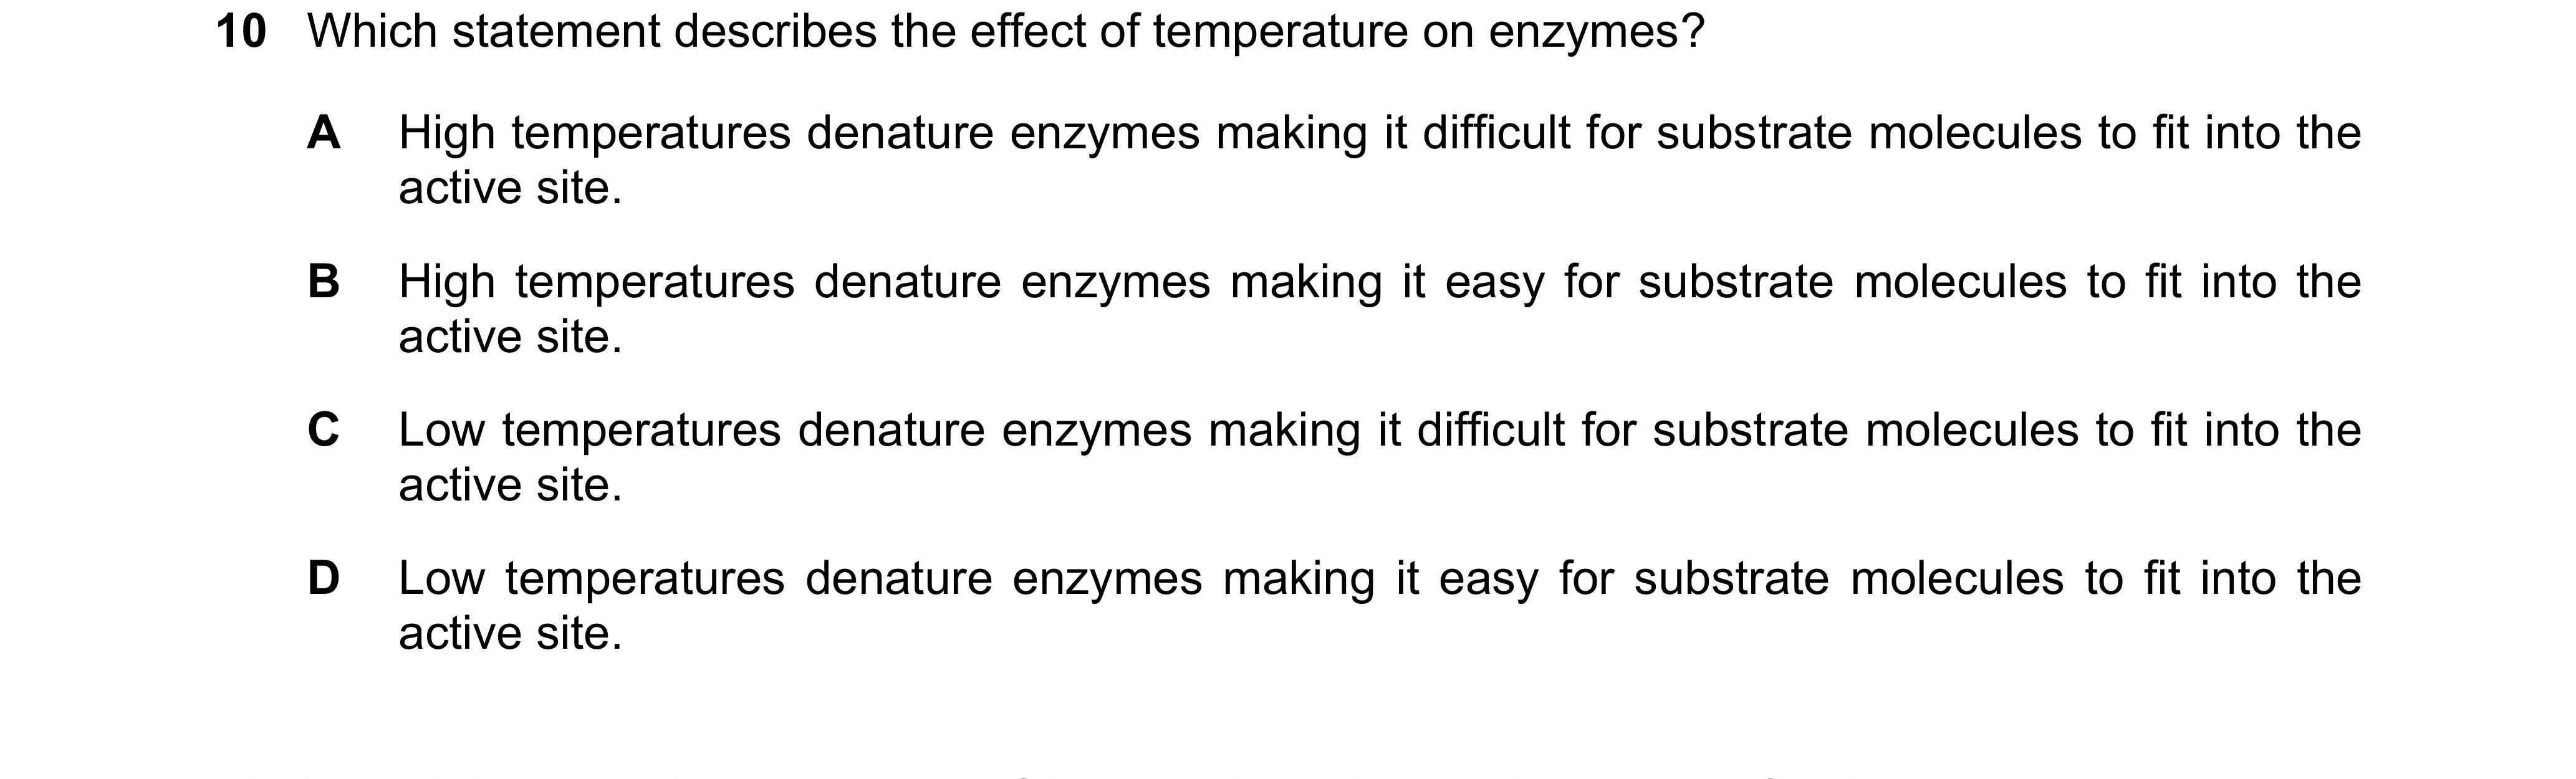 10 Which statement describes the effect of temperature on enzymes?
A High temperatures denature enzymes making it difficult for substrate molecules to fit into the
active site.
B High temperatures denature enzymes making it easy for substrate molecules to fit into the
active site.
C Low temperatures denature enzymes making it difficult for substrate molecules to fit into the
active site.
D Low temperatures denature enzymes making it easy for substrate molecules to fit into the
active site.